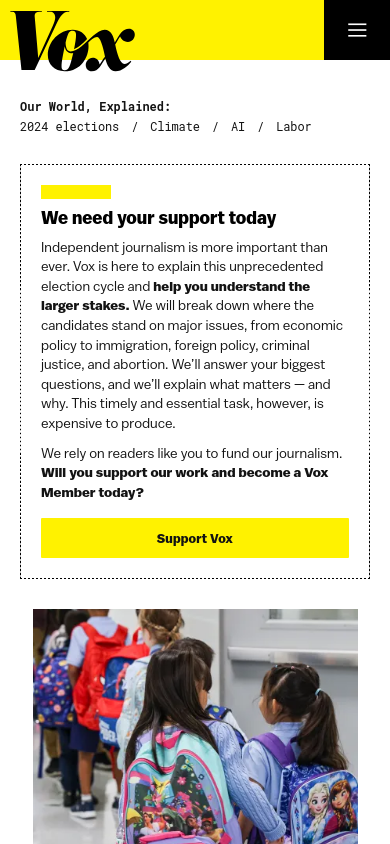 Vox
Our World, Explained:
2024 elections / Climate / AI / Labor
We need your support today
Independent journalism is more important than
ever. Vox is here to explain this unprecedented
election cycle and help you understand the
larger stakes. We will break down where the
candidates stand on major issues, from economic
policy to immigration, foreign policy, criminal
justice, and abortion. We’ll answer your biggest
questions, and we’ll explain what matters — and
why. This timely and essential task, however, is
expensive to produce.
We rely on readers like you to fund our journalism.
Will you support our work and become a Vox
Member today?
Support Vox